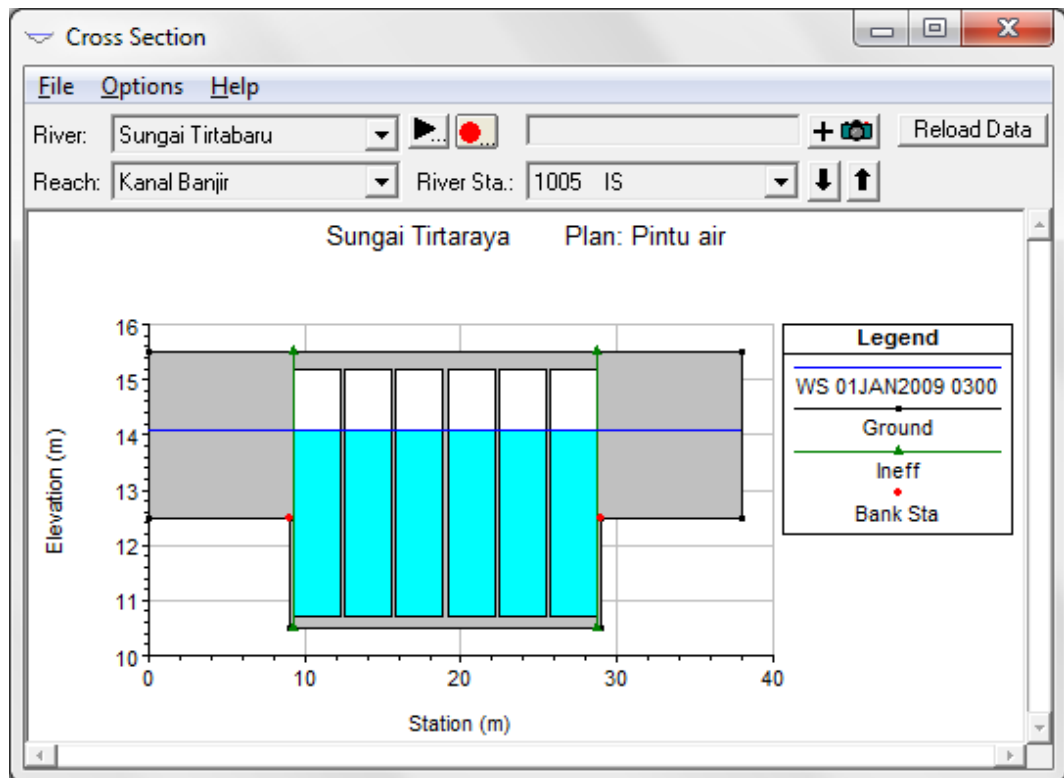 Cross Section
File Options Help
River: Sungai Tirtabaru ... ... + Reload Data
Reach: Kanal Banjir River Sta.: 1005 IS
Sungai Tirtaraya Plan: Pintu air
16
15
14
13
12
11
10
Elevation (m)
0 10 20 30 40
Station (m)
Legend
WS 01JAN2009 0300
Ground
Ineff
Bank Sta